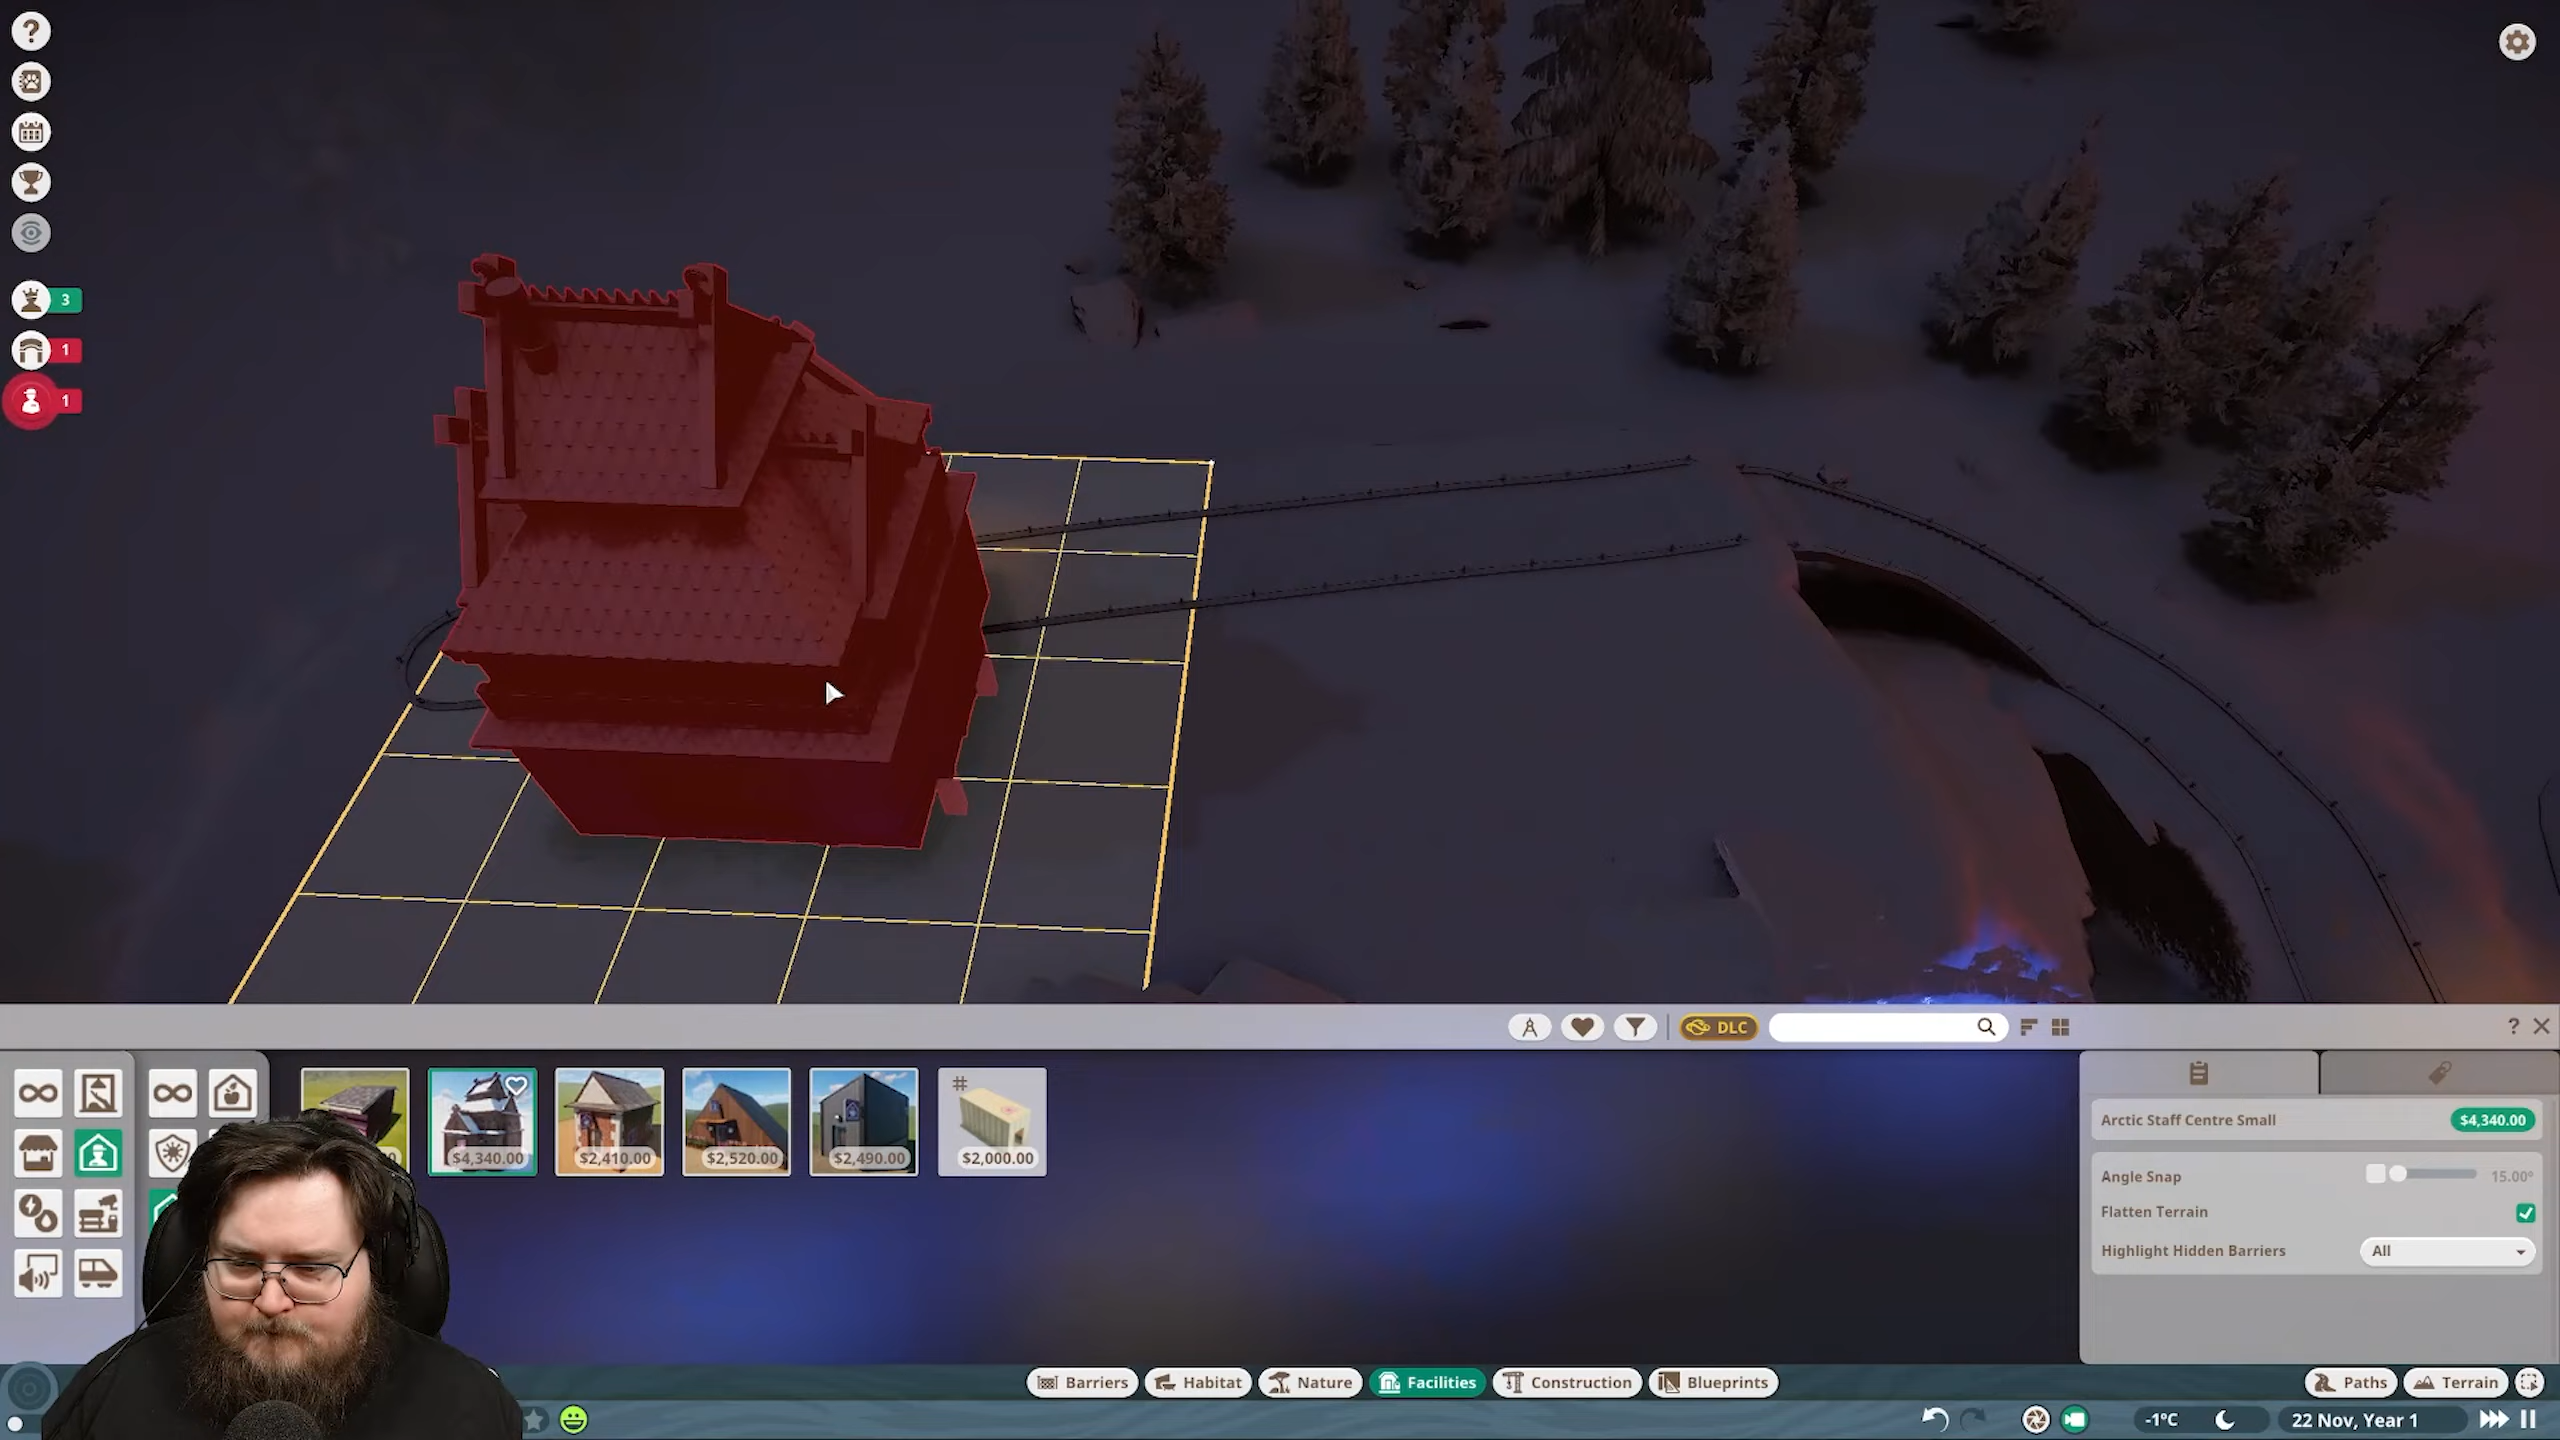 ?
3
1
1
DLC
?
$4,340.00
$2,410.00
$2,520.00
$2,490.00
#
$2,000.00
Arctic Staff Centre Small
$4,340.00
Angle Snap
15.00°
Flatten Terrain
Highlight Hidden Barriers
All
Barriers
Habitat
Nature
Facilities
Construction
Blueprints
Paths
Terrain
-1°C
22 Nov, Year 1